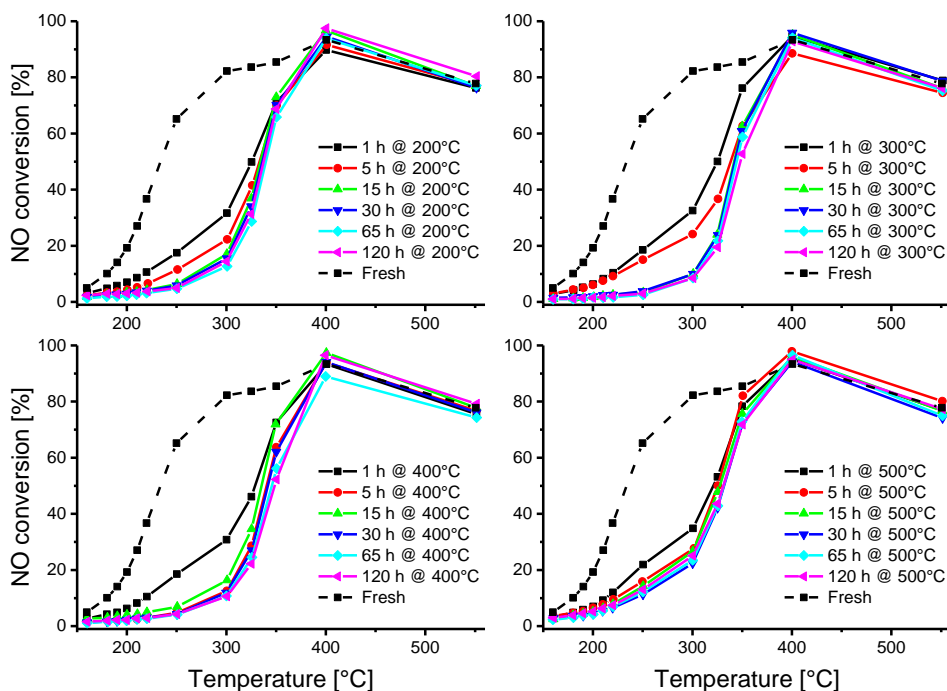 NO conversion [%]
100
80
60
40
20
0
200
300
400
500
1 h @ 200°C
5 h @ 200°C
15 h @ 200°C
30 h @ 200°C
65 h @ 200°C
120 h @ 200°C
Fresh
NO conversion [%]
100
80
60
40
20
0
200
300
400
500
1 h @ 300°C
5 h @ 300°C
15 h @ 300°C
30 h @ 300°C
65 h @ 300°C
120 h @ 300°C
Fresh
NO conversion [%]
100
80
60
40
20
0
200
300
400
500
1 h @ 400°C
5 h @ 400°C
15 h @ 400°C
30 h @ 400°C
65 h @ 400°C
120 h @ 400°C
Fresh
Temperature [°C]
NO conversion [%]
100
80
60
40
20
0
200
300
400
500
1 h @ 500°C
5 h @ 500°C
15 h @ 500°C
30 h @ 500°C
65 h @ 500°C
120 h @ 500°C
Fresh
Temperature [°C]